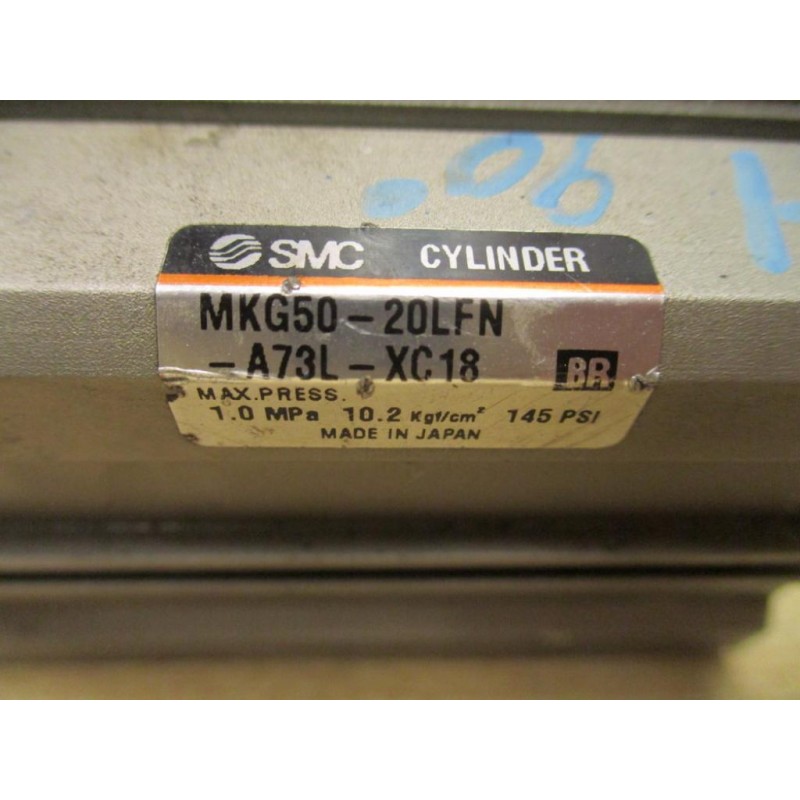 .06 H
SMC CYLINDER
MKG50-20LFN
-A73L-XC18 BR
MAX.PRESS.
1.0 MPa 10.2 Kgf/cm² 145 PSI
MADE IN JAPAN